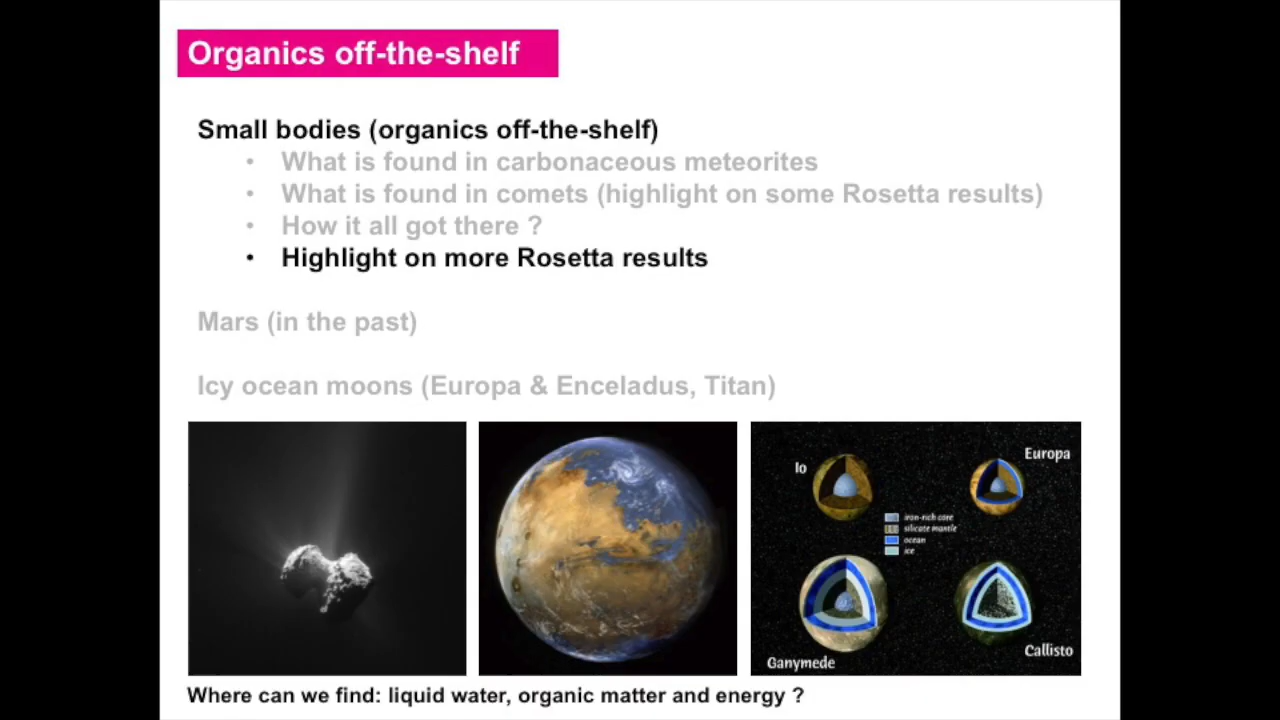 Organics off-the-shelf
Small bodies (organics off-the-shelf)
• What is found in carbonaceous meteorites
• What is found in comets (highlight on some Rosetta results)
• How it all got there ?
• Highlight on more Rosetta results
Mars (in the past)
Icy ocean moons (Europa & Enceladus, Titan)
Io
Europa
iron-rich core
silicate mantle
ocean
ice
Ganymede
Callisto
Where can we find: liquid water, organic matter and energy ?